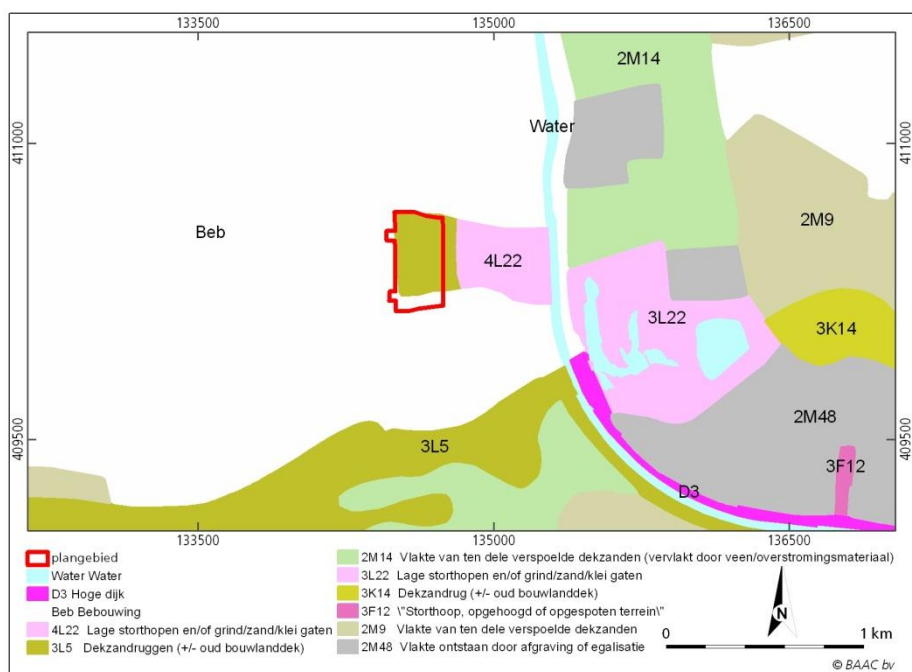 133500 135000 136500
2M14
411000 Water 411000
Beb 2M9
4L22
3L22
3K14
409500 3L5 2M48 409500
3F12
D3
133500 135000 136500
plangebied
Water Water
D3 Hoge dijk
Beb Bebouwing
4L22 Lage storthopen en/of grind/zand/klei gaten
3L5 Dekzandruggen (+/- oud bouwlanddek)
2M14 Vlakte van ten dele verspoelde dekzanden (vervlakt door veen/overstromingsmateriaal)
3L22 Lage storthopen en/of grind/zand/klei gaten
3K14 Dekzandrug (+/- oud bouwlanddek)
3F12 \"Storthoop, opgehoogd of opgespoten terrein\"
2M9 Vlakte van ten dele verspoelde dekzanden
2M48 Vlakte ontstaan door afgraving of egalisatie
N
0 1 km
© BAAC bv